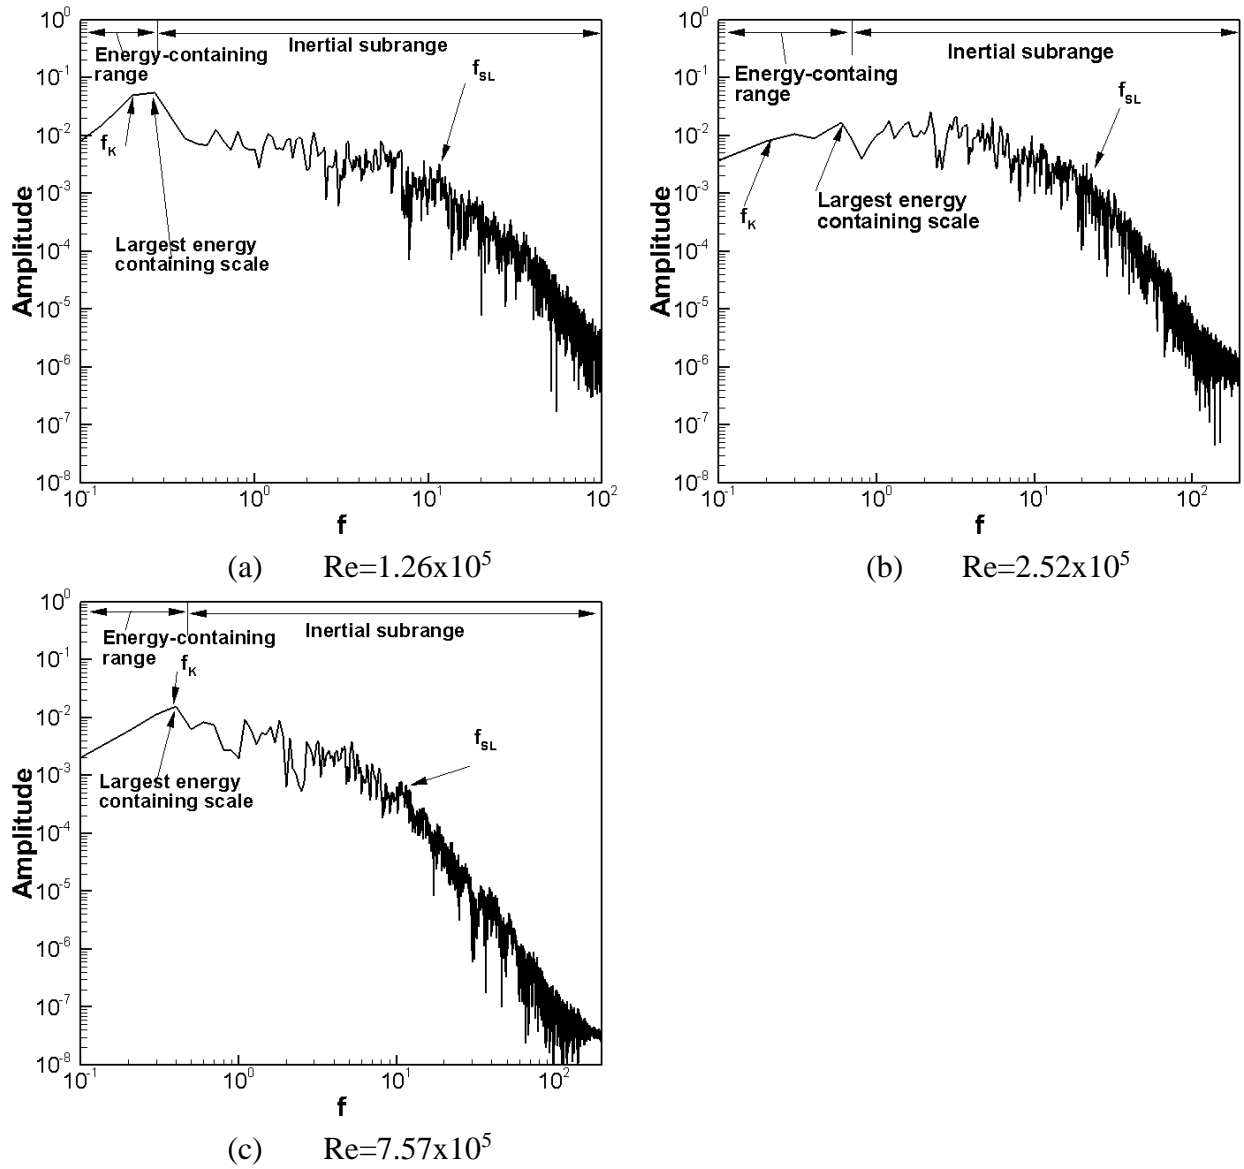 10⁰
10⁻¹
10⁻²
10⁻³
10⁻⁴
10⁻⁵
10⁻⁶
10⁻⁷
10⁻⁸
Amplitude
Inertial subrange
Energy-containing
range
f_SL
f_K
Largest energy
containing scale
10⁻¹ 10⁰ 10¹ 10²
f
(a) Re=1.26x10⁵
10⁰
10⁻¹
10⁻²
10⁻³
10⁻⁴
10⁻⁵
10⁻⁶
10⁻⁷
10⁻⁸
Amplitude
Inertial subrange
Energy-containg
range
f_SL
Largest energy
containing scale
f_K
10⁻¹ 10⁰ 10¹ 10²
f
(b) Re=2.52x10⁵
10⁰
10⁻¹
10⁻²
10⁻³
10⁻⁴
10⁻⁵
10⁻⁶
10⁻⁷
10⁻⁸
Amplitude
Inertial subrange
Energy-containing
range
f_K
f_SL
Largest energy
containing scale
10⁻¹ 10⁰ 10¹ 10²
f
(c) Re=7.57x10⁵